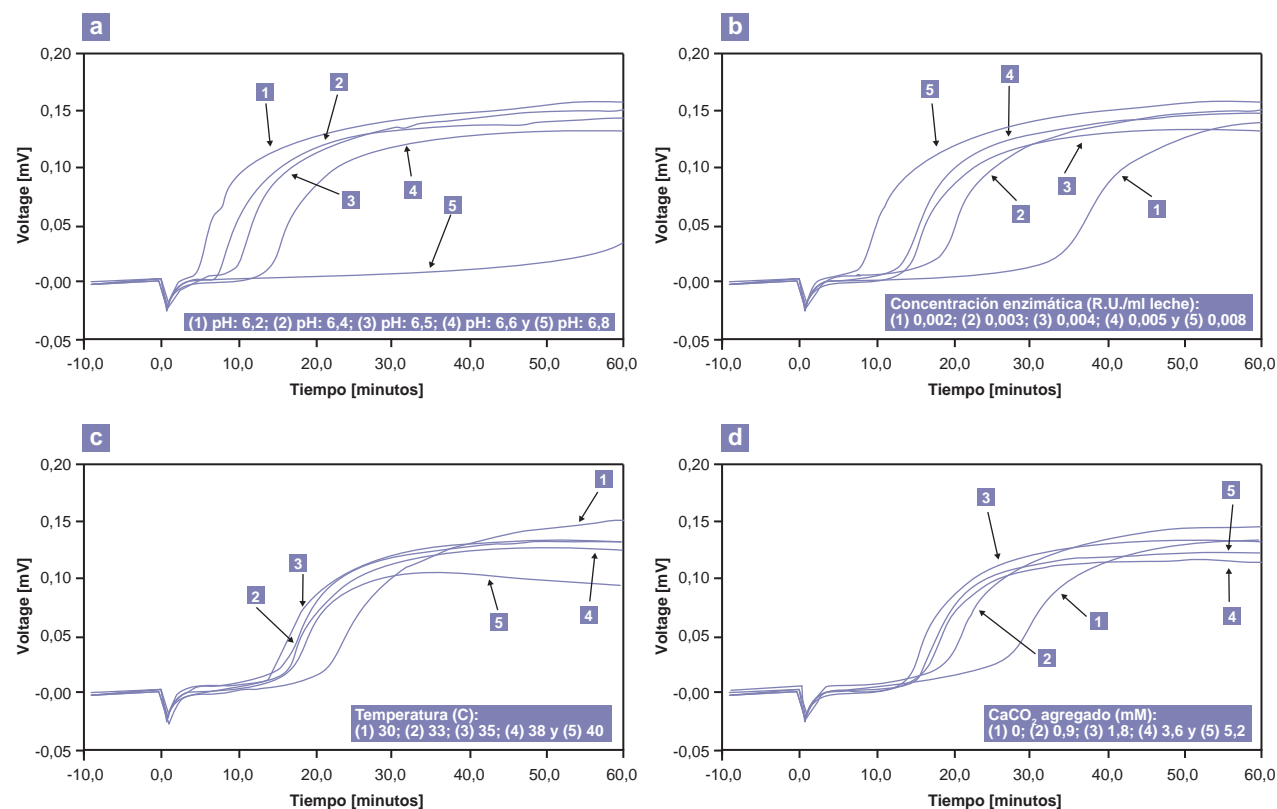 a
0,20
0,15
0,10
0,05
-0,00
-0,05
Voltage [mV]
1
2
3
4
5
(1) pH: 6,2; (2) pH: 6,4; (3) pH: 6,5; (4) pH: 6,6 y (5) pH: 6,8
-10,0 0,0 10,0 20,0 30,0 40,0 50,0 60,0
Tiempo [minutos]
b
0,20
0,15
0,10
0,05
-0,00
-0,05
Voltage [mV]
5
4
3
2
1
Concentración enzimática (R.U./ml leche):
(1) 0,002; (2) 0,003; (3) 0,004; (4) 0,005 y (5) 0,008
-10,0 0,0 10,0 20,0 30,0 40,0 50,0 60,0
Tiempo [minutos]
c
0,20
0,15
0,10
0,05
-0,00
-0,05
Voltage [mV]
1
3
2
5
4
Temperatura (C):
(1) 30; (2) 33; (3) 35; (4) 38 y (5) 40
-10,0 0,0 10,0 20,0 30,0 40,0 50,0 60,0
Tiempo [minutos]
d
0,20
0,15
0,10
0,05
-0,00
-0,05
Voltage [mV]
3
5
1
4
2
CaCO₂ agregado (mM):
(1) 0; (2) 0,9; (3) 1,8; (4) 3,6 y (5) 5,2
-10,0 0,0 10,0 20,0 30,0 40,0 50,0 60,0
Tiempo [minutos]